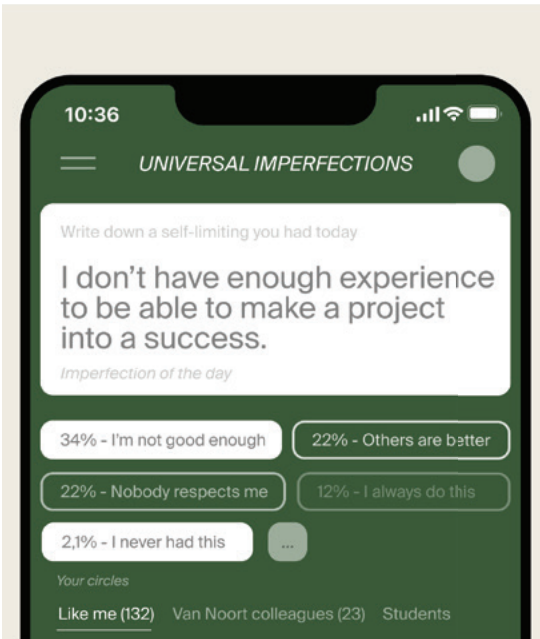 10:36
UNIVERSAL IMPERFECTIONS
Write down a self-limiting you had today
I don't have enough experience
to be able to make a project
into a success.
Imperfection of the day
34% - I'm not good enough
22% - Others are better
22% - Nobody respects me
12% - I always do this
2,1% - I never had this
...
Your circles
Like me (132) Van Noort colleagues (23) Students